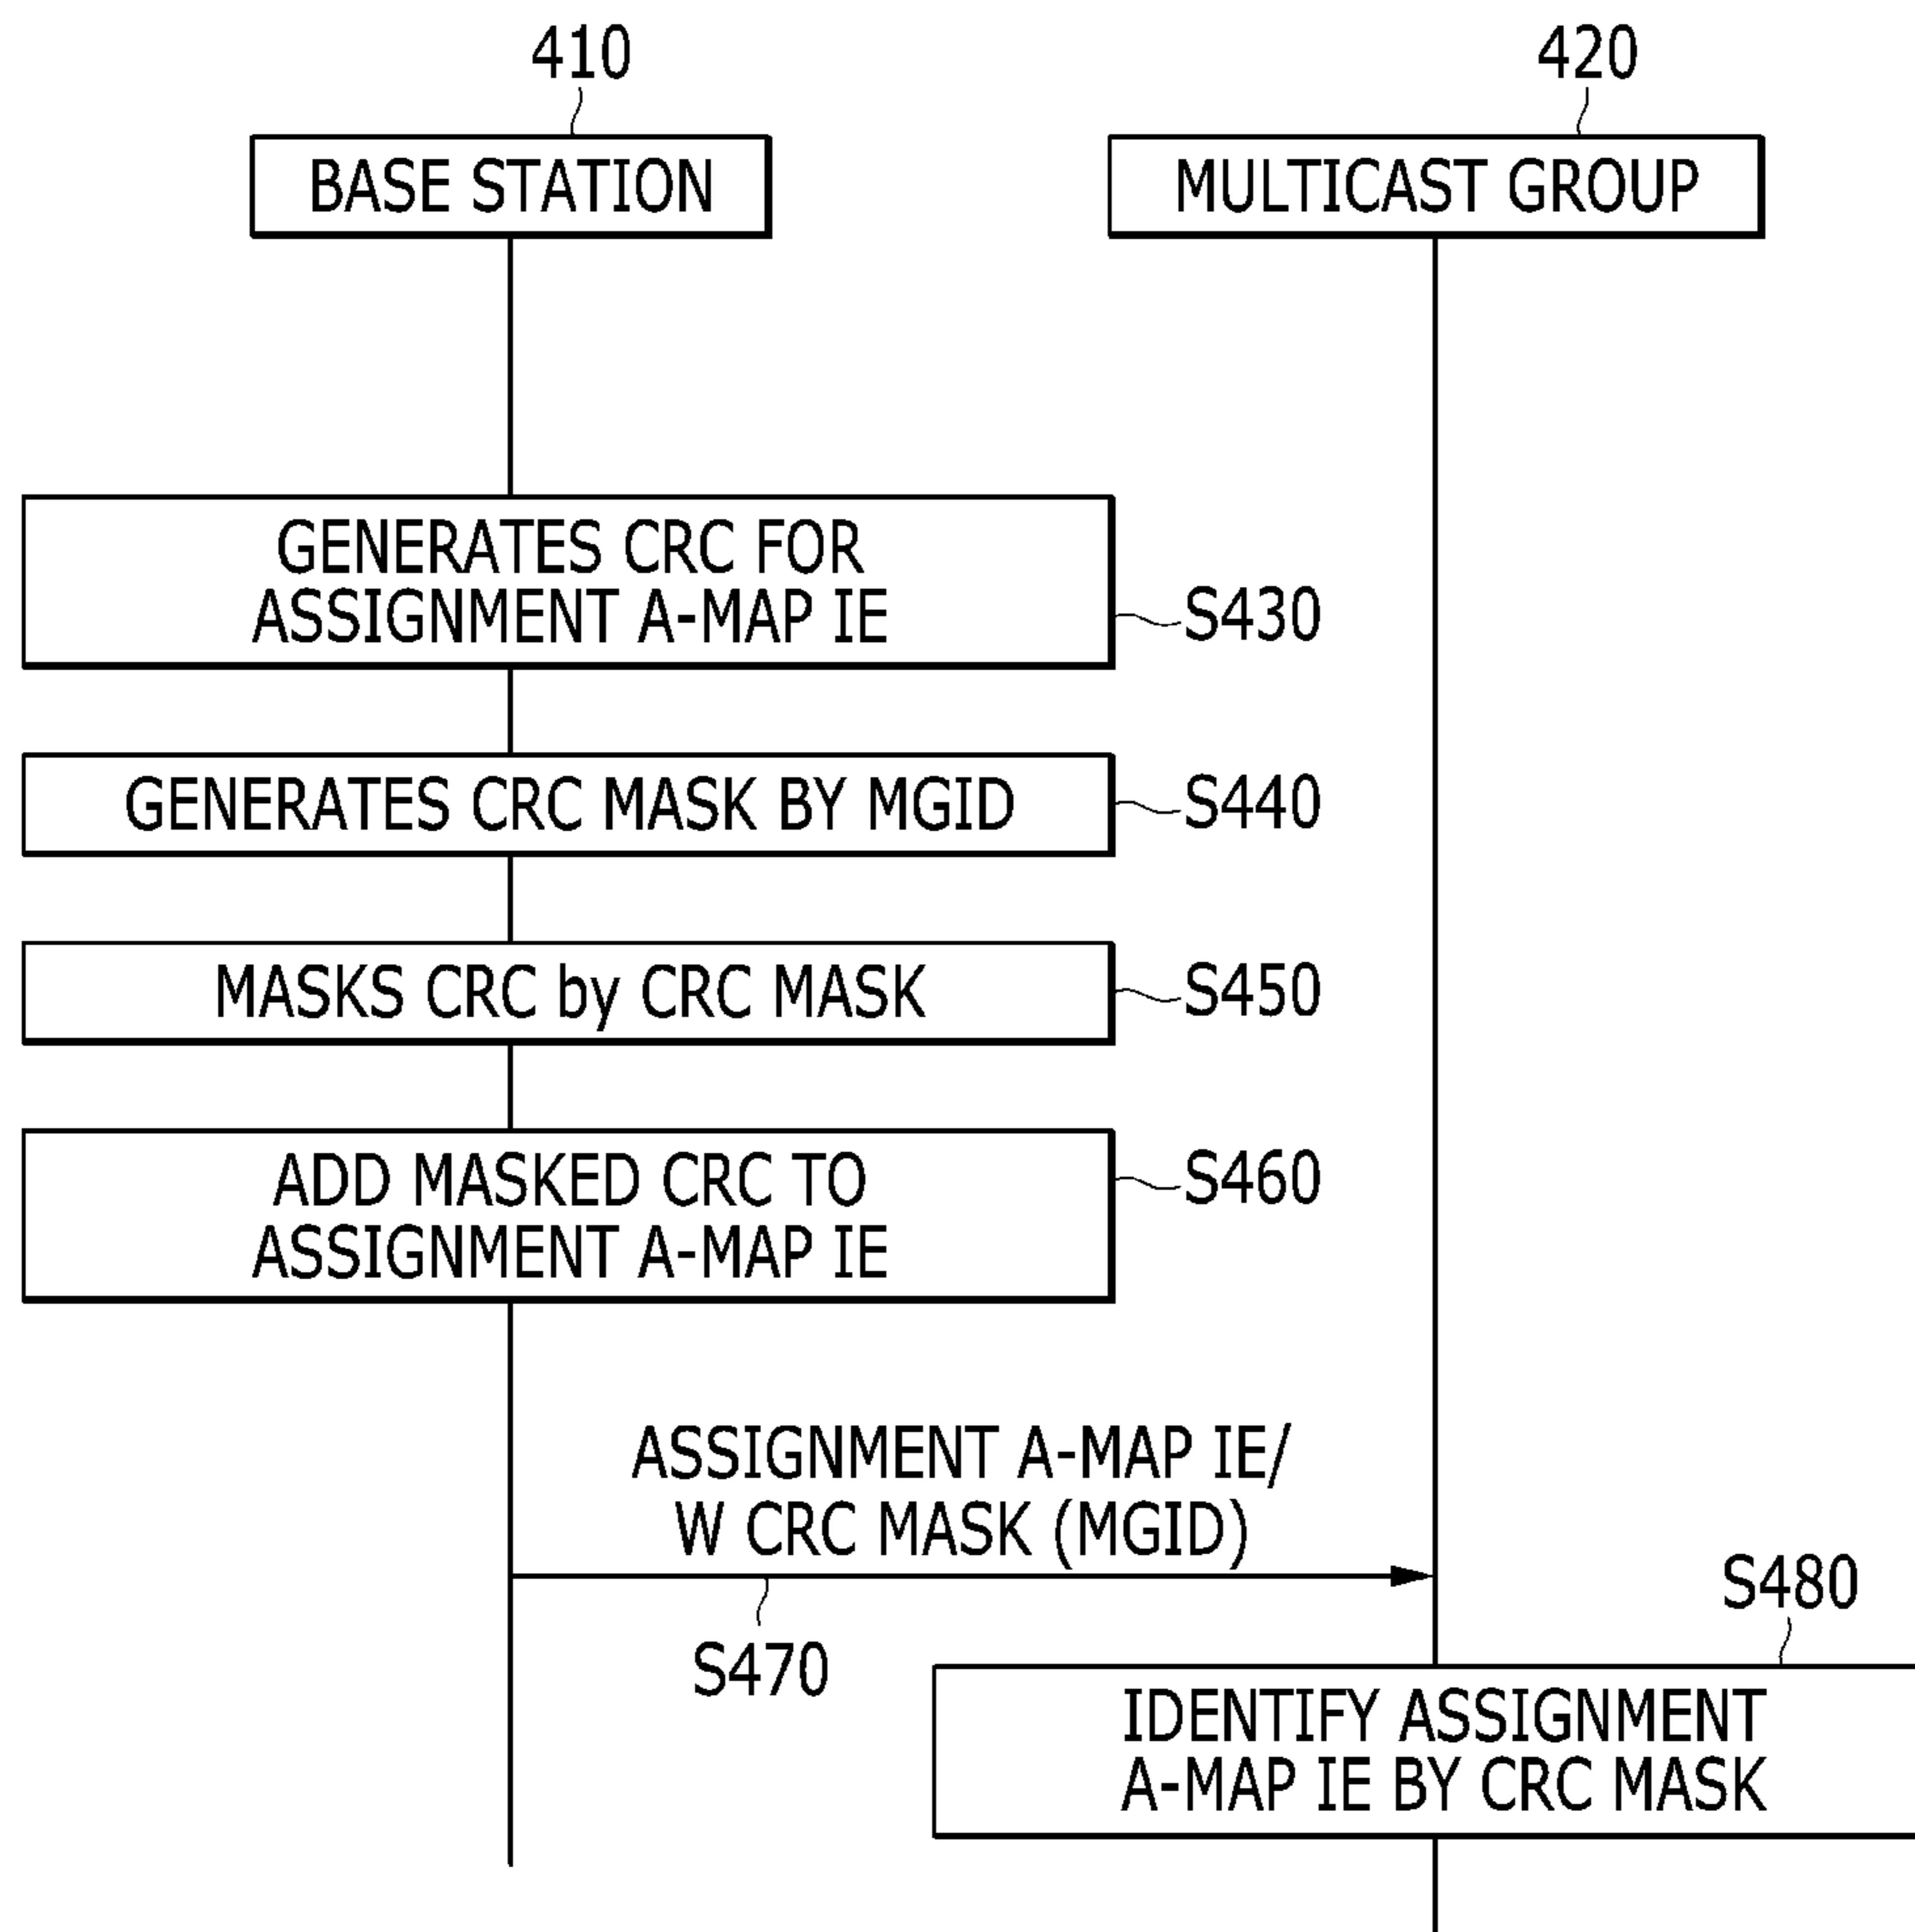 410
420
BASE STATION
MULTICAST GROUP
GENERATES CRC FOR
ASSIGNMENT A-MAP IE
S430
GENERATES CRC MASK BY MGID
S440
MASKS CRC by CRC MASK
S450
ADD MASKED CRC TO
ASSIGNMENT A-MAP IE
S460
ASSIGNMENT A-MAP IE/
W CRC MASK (MGID)
S470
S480
IDENTIFY ASSIGNMENT
A-MAP IE BY CRC MASK